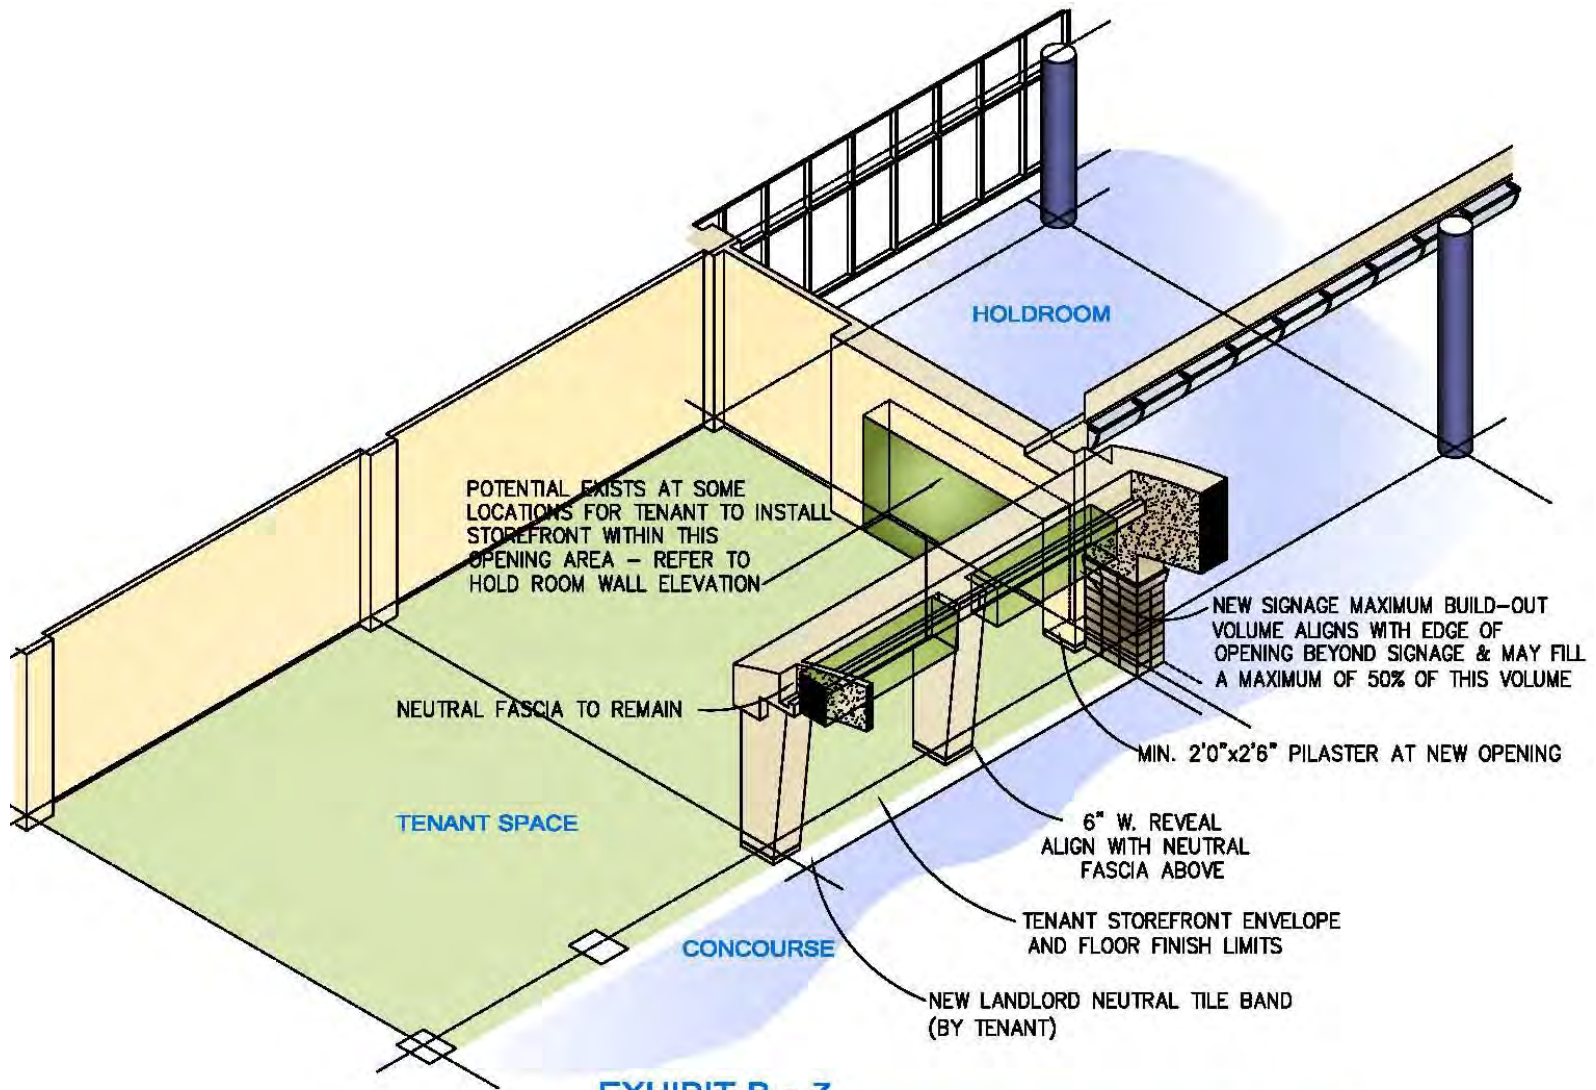 HOLDROOM
POTENTIAL EXISTS AT SOME
LOCATIONS FOR TENANT TO INSTALL
STOREFRONT WITHIN THIS
OPENING AREA – REFER TO
HOLD ROOM WALL ELEVATION
NEW SIGNAGE MAXIMUM BUILD–OUT
VOLUME ALIGNS WITH EDGE OF
OPENING BEYOND SIGNAGE & MAY FILL
A MAXIMUM OF 50% OF THIS VOLUME
NEUTRAL FASCIA TO REMAIN
MIN. 2'0"x2'6" PILASTER AT NEW OPENING
TENANT SPACE
6" W. REVEAL
ALIGN WITH NEUTRAL
FASCIA ABOVE
TENANT STOREFRONT ENVELOPE
AND FLOOR FINISH LIMITS
CONCOURSE
NEW LANDLORD NEUTRAL TILE BAND
(BY TENANT)
EXHIBIT